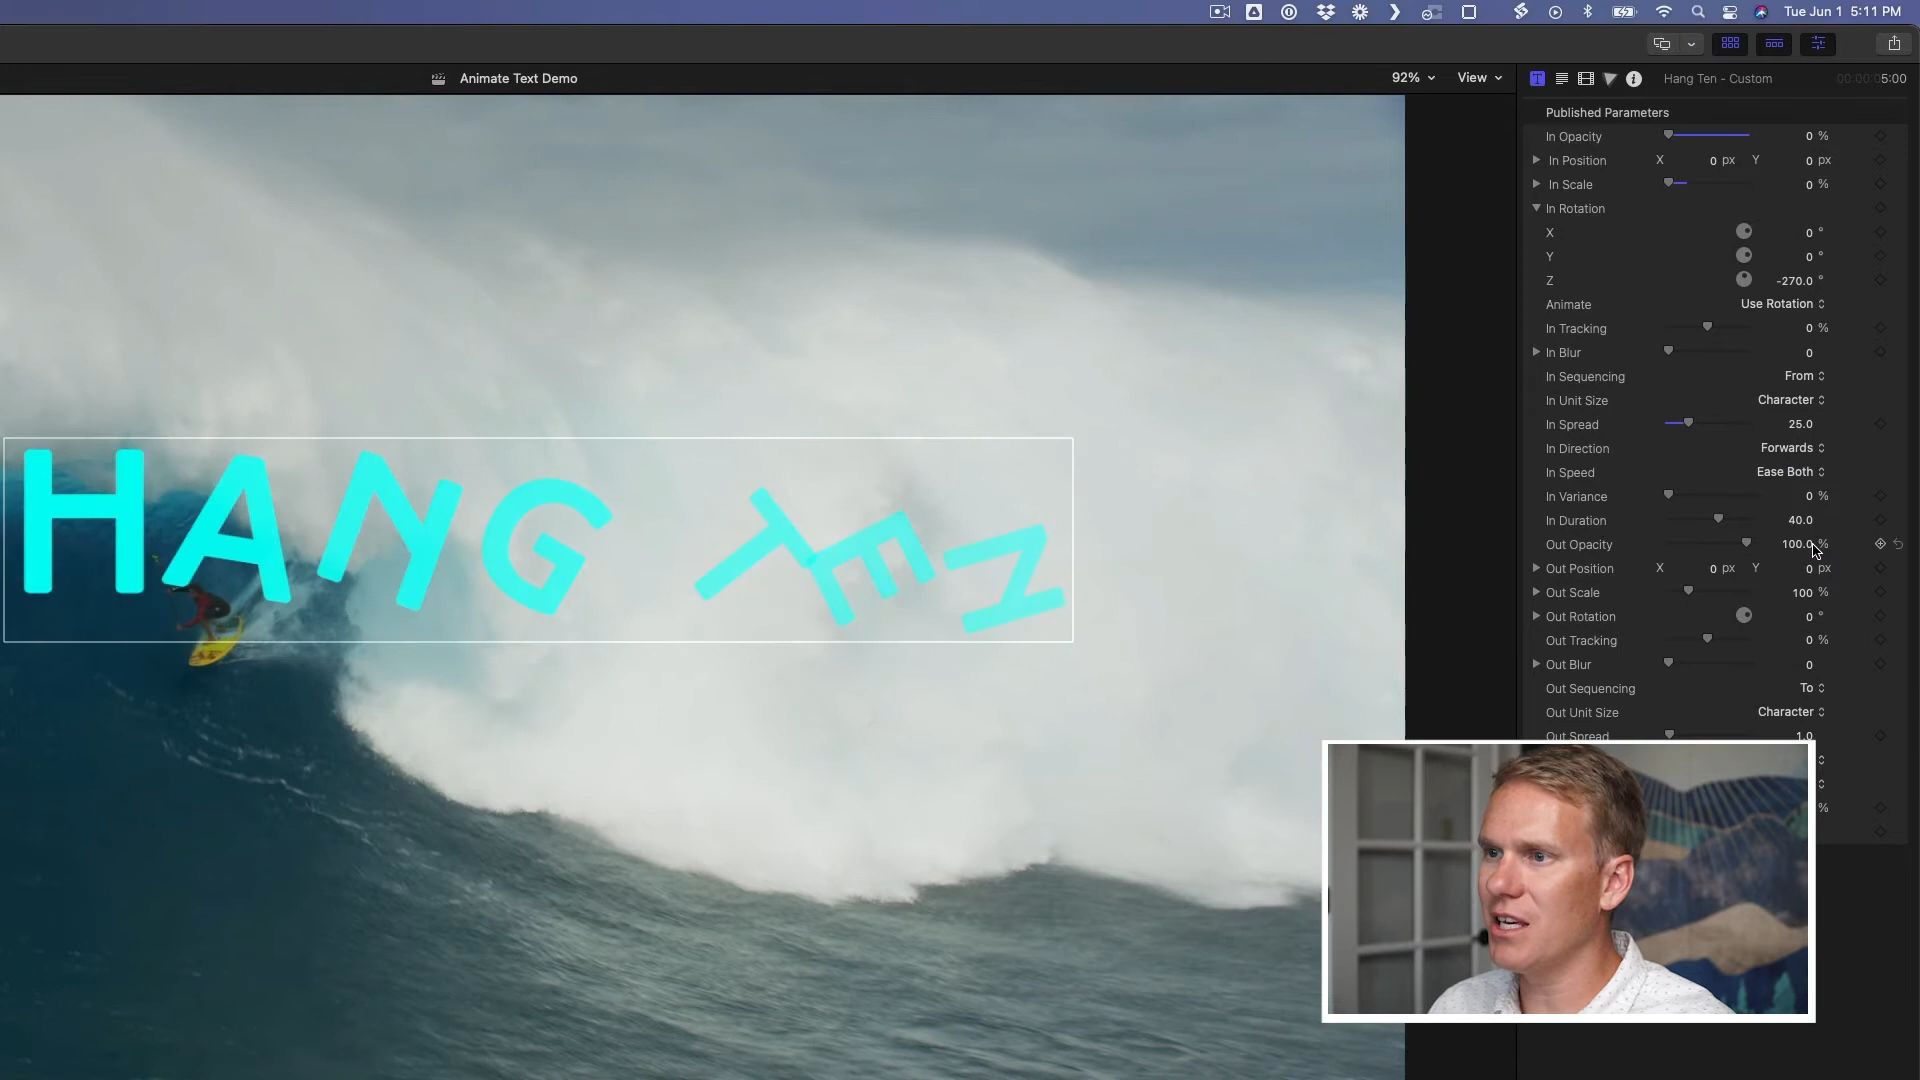 Tue Jun 1 5:11 PM
Animate Text Demo
92%
View
Hang Ten - Custom
00:00:05:00
Published Parameters
In Opacity 0 %
In Position X 0 px Y 0 px
In Scale 0 %
In Rotation
X 0 °
Y 0 °
Z -270.0 °
Animate Use Rotation
In Tracking 0 %
In Blur 0
In Sequencing From
In Unit Size Character
In Spread 25.0
In Direction Forwards
In Speed Ease Both
In Variance 0 %
In Duration 40.0
Out Opacity 100.0 %
Out Position X 0 px Y 0 px
Out Scale 100 %
Out Rotation 0 °
Out Tracking 0 %
Out Blur 0
Out Sequencing To
Out Unit Size Character
Out Spread 1.0
%
HANG TEN